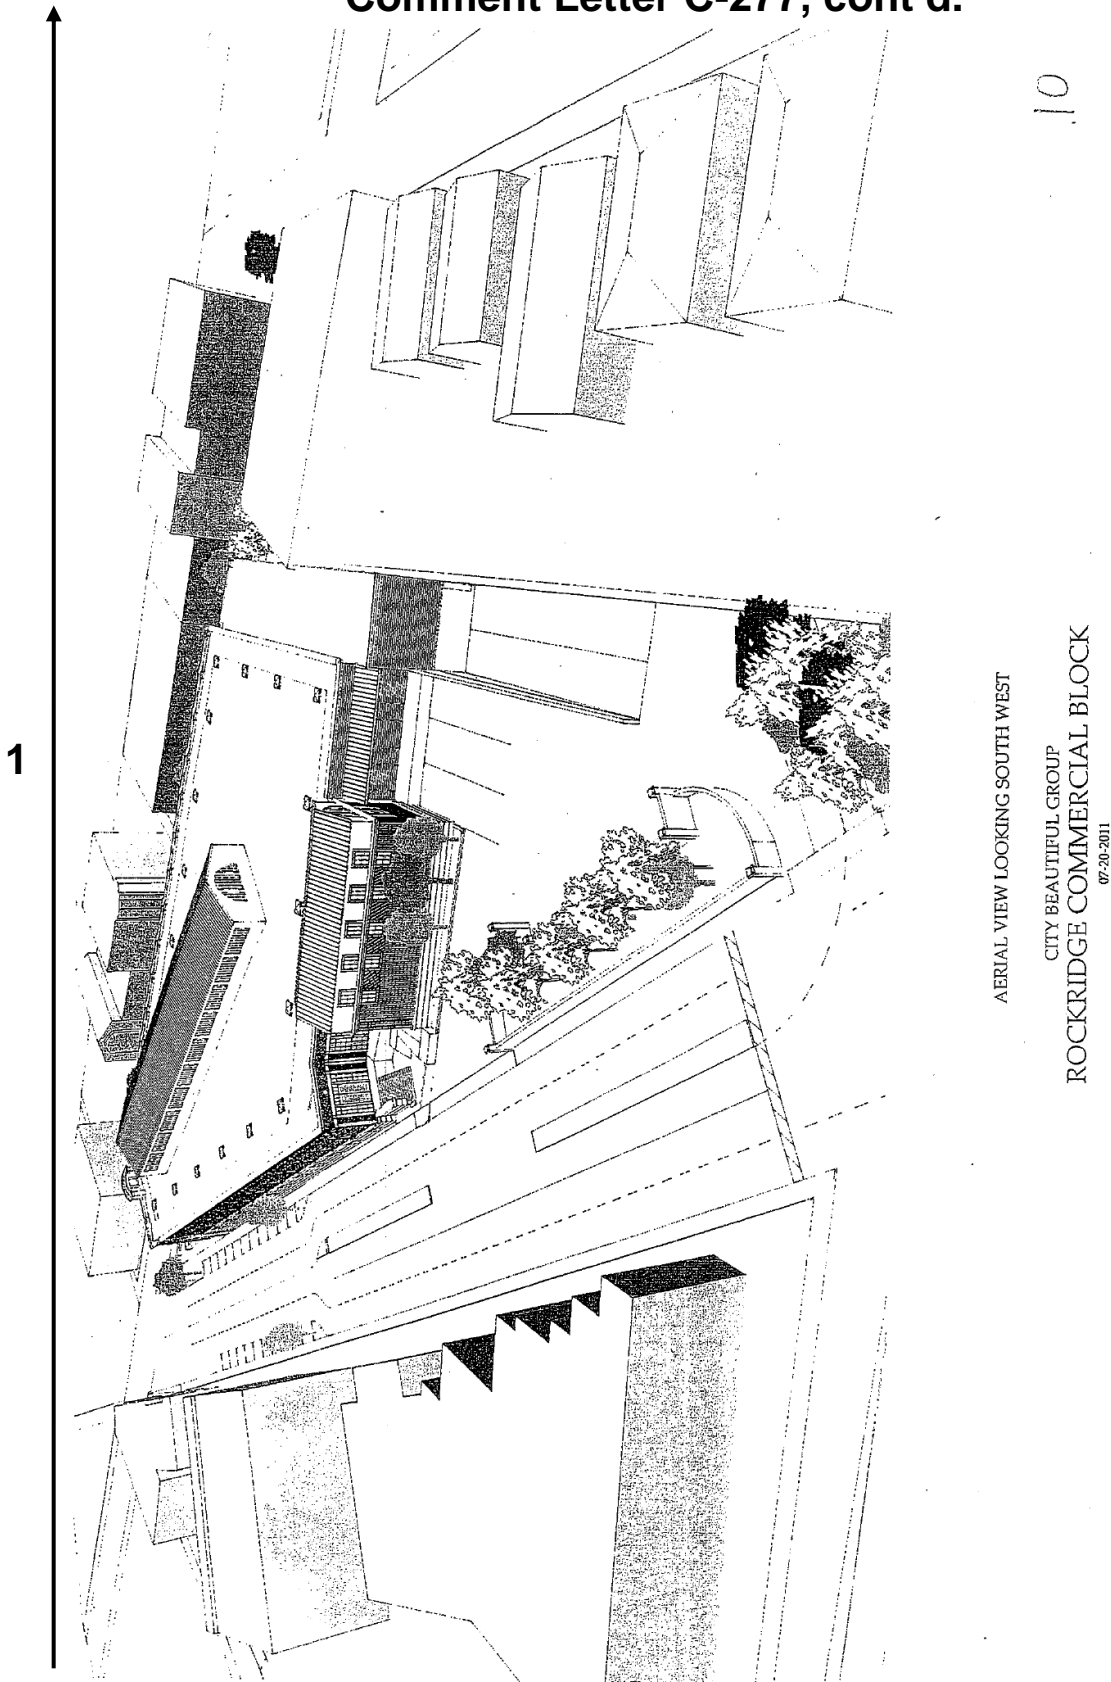 Comment Letter C-277, cont'd.
1
10
AERIAL VIEW LOOKING SOUTH WEST
CITY BEAUTIFUL GROUP
ROCKRIDGE COMMERCIAL BLOCK
07-20-2011